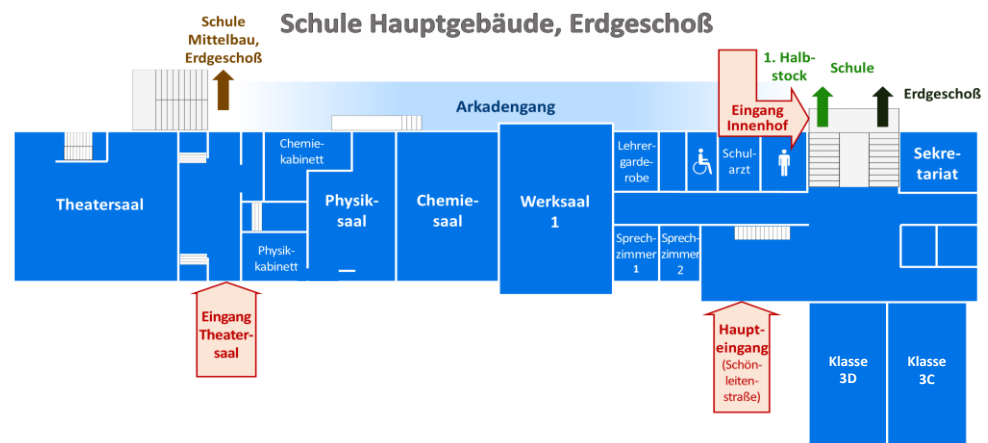 Schule Hauptgebäude, Erdgeschoß
Schule
Mittelbau,
Erdgeschoß
1. Halb-
stock
Schule
Erdgeschoß
Arkadengang
Eingang
Innenhof
Chemie-
kabinett
Lehrer-
garde-
robe
Schul-
arzt
Sekre-
tariat
Theatersaal
Physik-
saal
Chemie-
saal
Werksaal
1
Physik-
kabinett
Sprech-
zimmer
1
Sprech-
zimmer
2
Eingang
Theater-
saal
Haupt-
eingang
(Schön-
leiten-
straße)
Klasse
3D
Klasse
3C